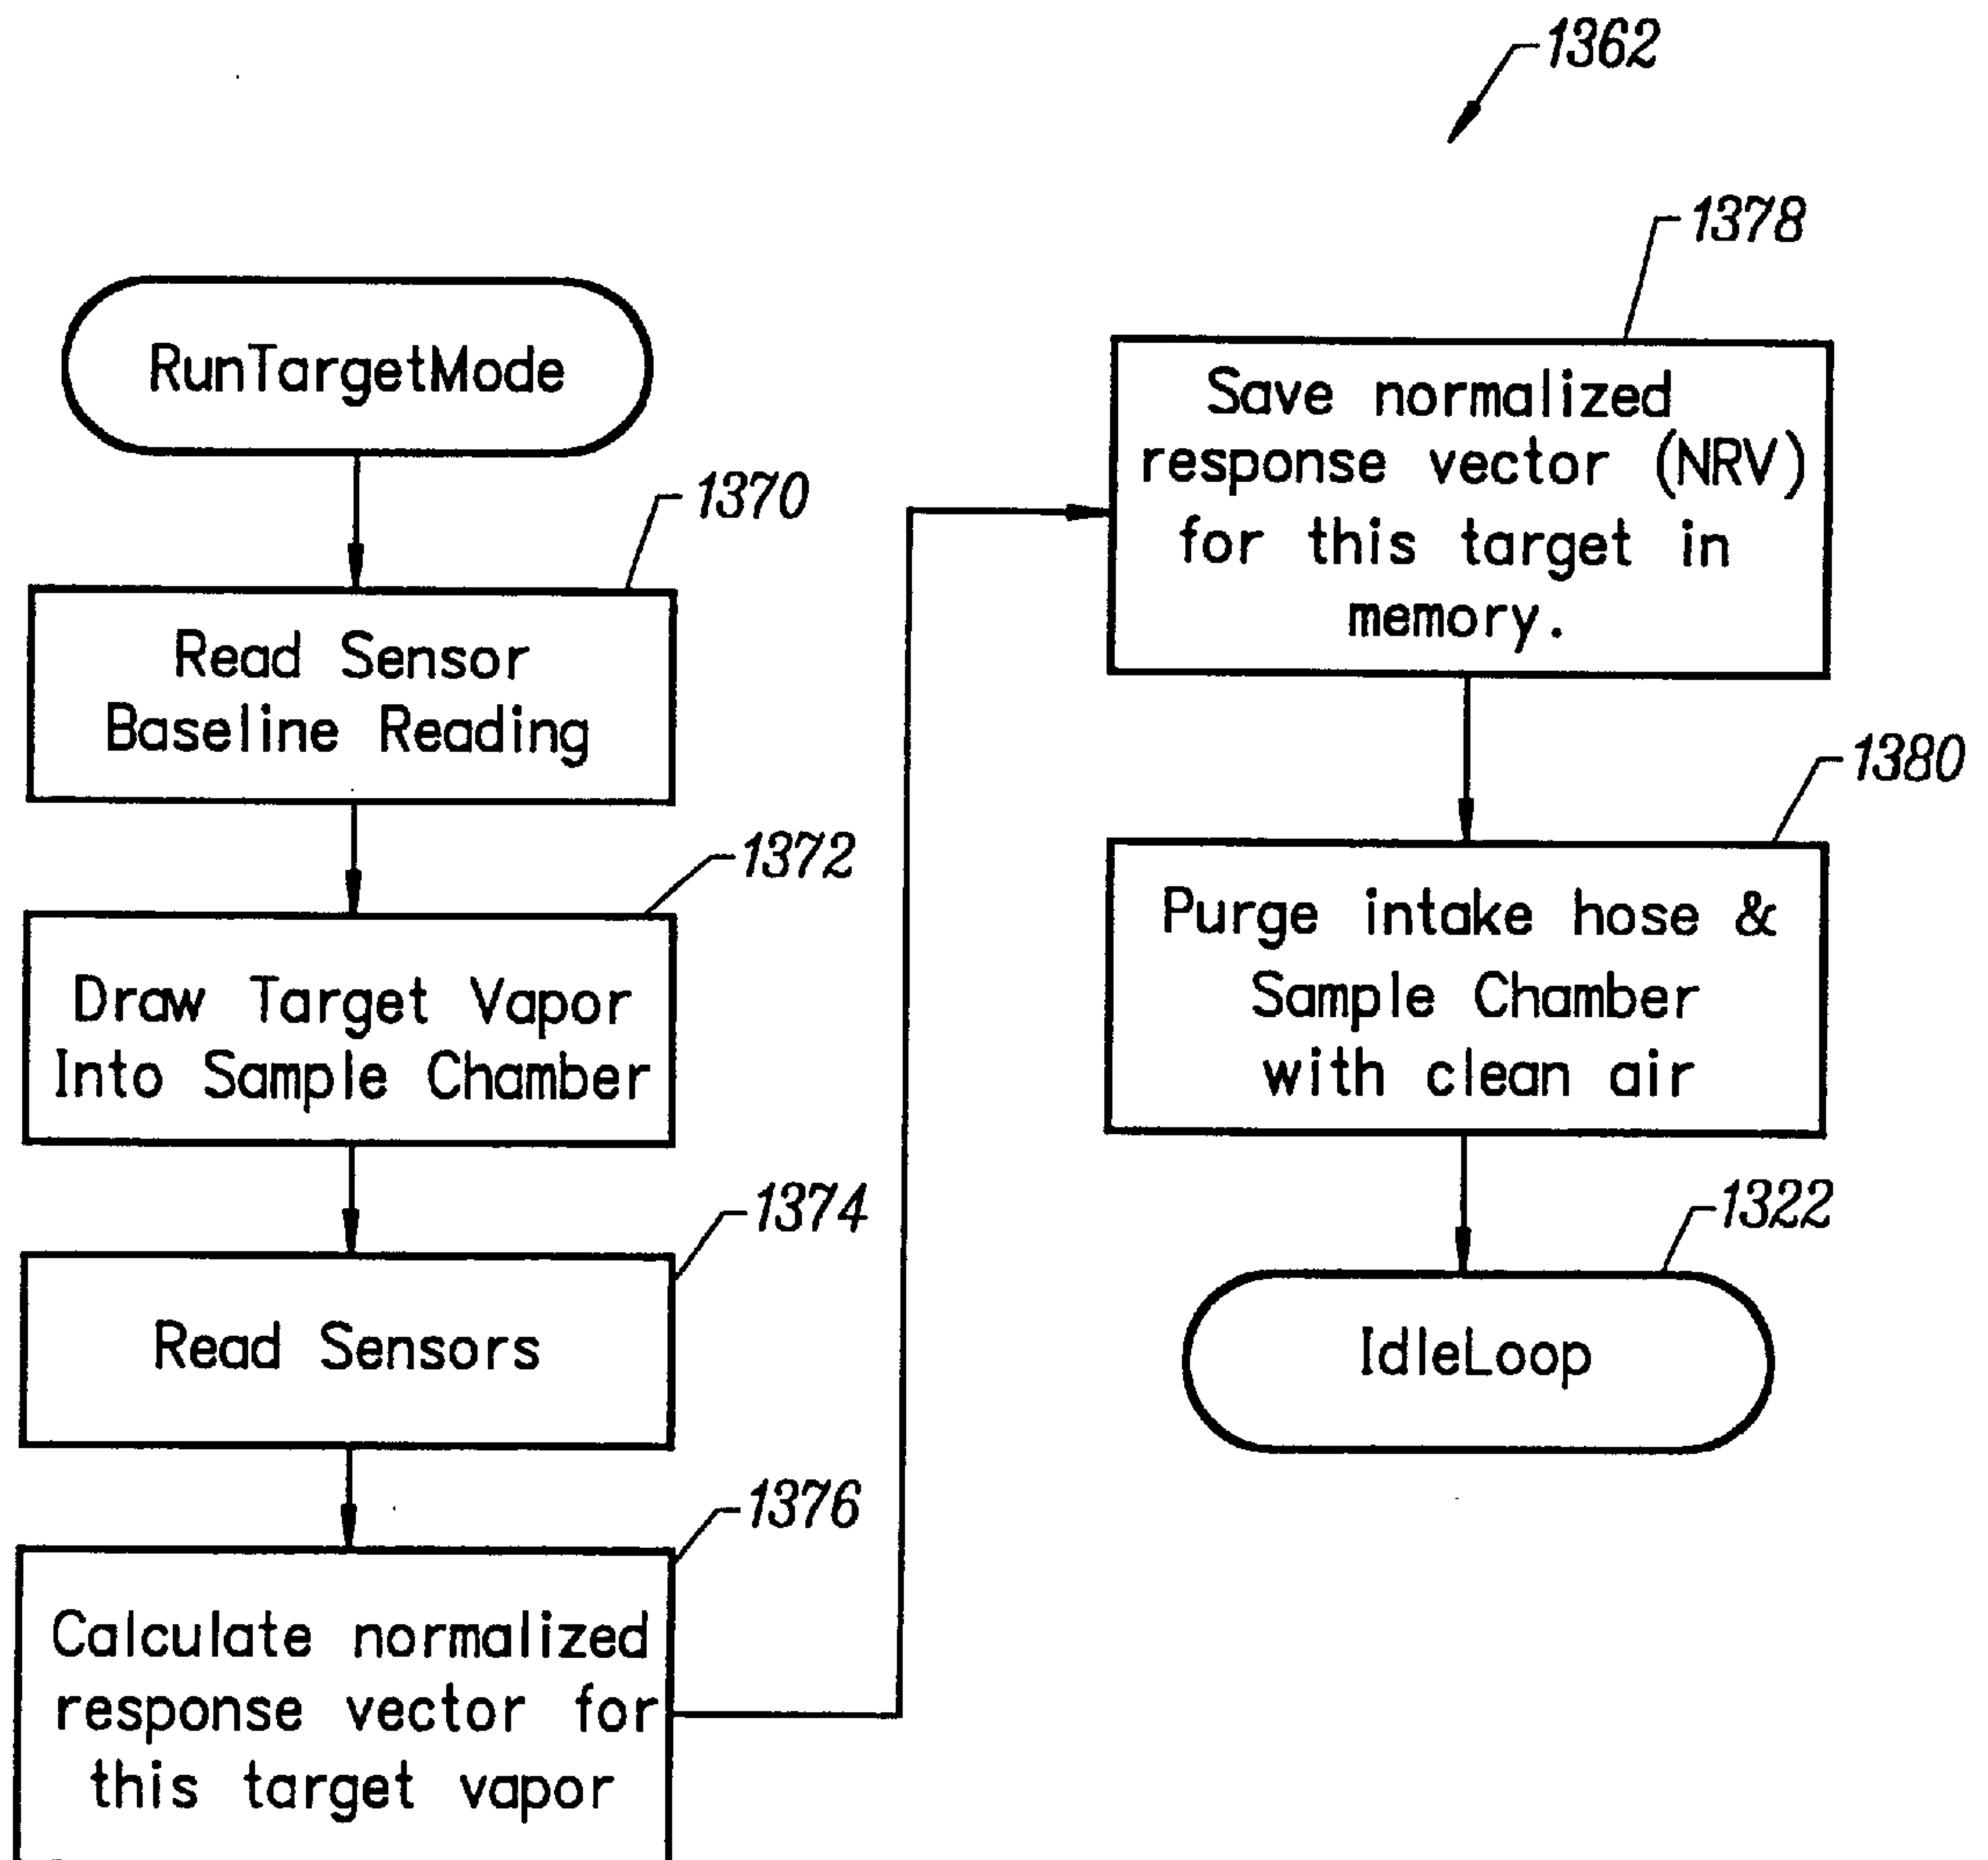 1362
RunTargetMode
1370
Read Sensor
Baseline Reading
1372
Draw Target Vapor
Into Sample Chamber
1374
Read Sensors
1376
Calculate normalized
response vector for
this target vapor
1378
Save normalized
response vector (NRV)
for this target in
memory.
1380
Purge intake hose &
Sample Chamber
with clean air
1322
IdleLoop